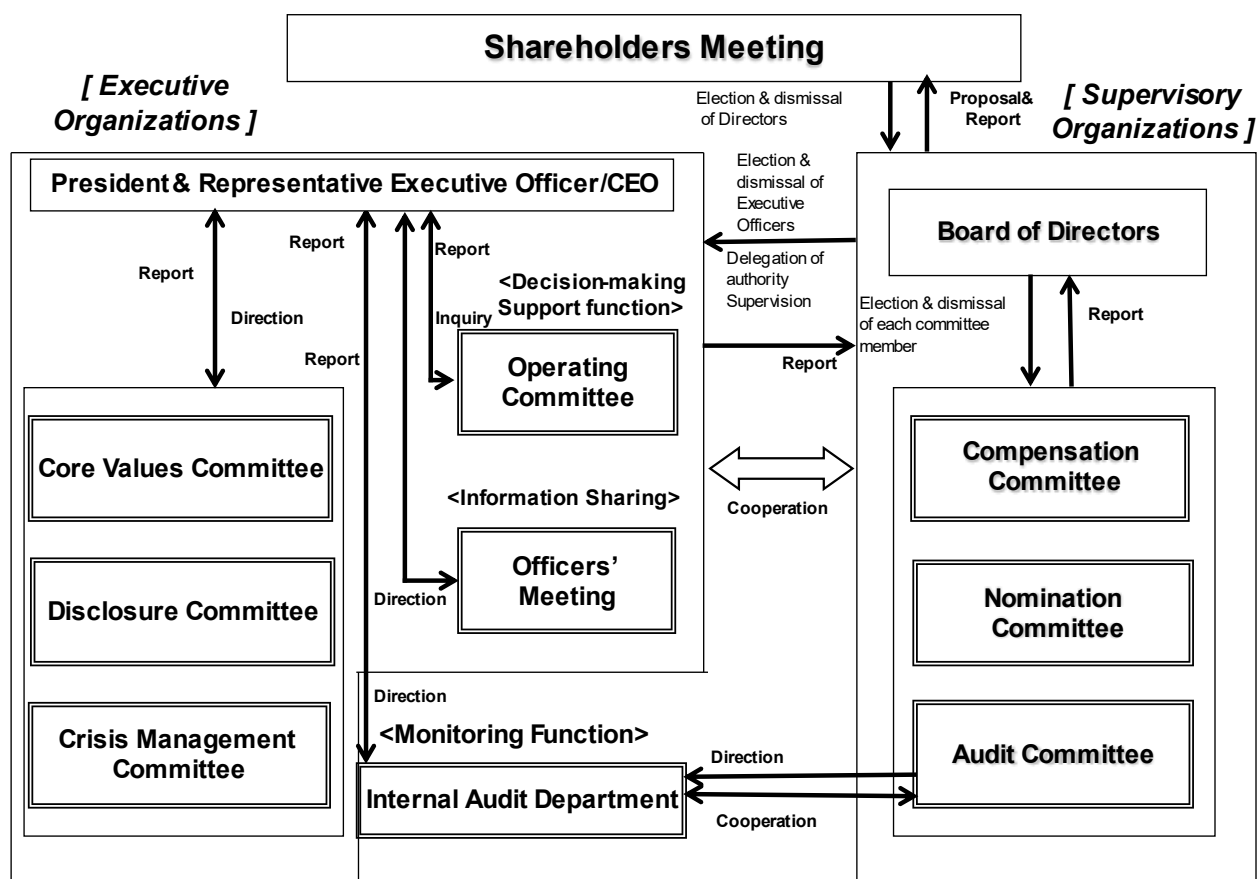 Shareholders Meeting
[ Executive
Organizations ]
Election & dismissal
of Directors
Proposal&
Report
[ Supervisory
Organizations ]
President & Representative Executive Officer/CEO
Election &
dismissal of
Executive
Officers
Delegation of
authority
Supervision
Board of Directors
Report
Direction
Report
Report
Report
Inquiry
<Decision-making
Support function>
Operating
Committee
Report
Election & dismissal
of each committee
member
Report
Core Values Committee
Disclosure Committee
Crisis Management
Committee
<Information Sharing>
Officers’
Meeting
Direction
Cooperation
Compensation
Committee
Nomination
Committee
Audit Committee
Direction
<Monitoring Function>
Internal Audit Department
Direction
Cooperation